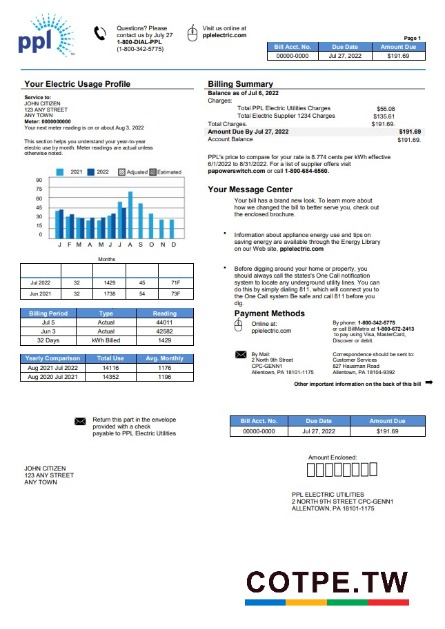 ppl
Questions? Please
contact us by July 27
1-800-DIAL-PPL
(1-800-342-5775)
Visit us online at
pplelectric.com
Page 1
Bill Acct. No. Due Date Amount Due
00000-0000 Jul 27, 2022 $191.69
Your Electric Usage Profile
Service to:
JOHN CITIZEN
123 ANY STREET
ANY TOWN
Meter: 0000000000
Your next meter reading is on or about Aug 3, 2022
This section helps you understand your year-to-year
electric use by month. Meter readings are actual unless
otherwise noted.
2021 2022 Adjusted Estimated
90
75
60
45
30
15
0
J F M A M J J A S O N D
Months
Jul 2022 32 1429 45 71F
Jun 2021 32 1738 54 73F
Billing Period Type Reading
Jul 5 Actual 44011
Jun 3 Actual 42582
32 Days kWh Billed 1429
Yearly Comparison Total Use Avg. Monthly
Aug 2021 Jul 2022 14116 1176
Aug 2020 Jul 2021 14352 1196
Billing Summary
Balance as of Jul 6, 2022
Charges:
Total PPL Electric Utilities Charges $56.08
Total Electric Supplier 1234 Charges $135.61
Total Charges. $191.69.
Amount Due By Jul 27, 2022 $191.69
Account Balance $191.69.
PPL's price to compare for your rate is 8.774 cents per kWh effective
6/1/2022 to 8/31/2022. For a list of supplier offers visit
papowerswitch.com or call 1-800-684-6560.
Your Message Center
Your bill has a brand new look. To learn more about
how we changed the bill to better serve you, check out
the enclosed brochure.
• Information about appliance energy use and tips on
saving energy are available through the Energy Library
on our Web site, pplelectric.com
• Before digging around your home or property, you
should always call the state's One Call notification
system to locate any underground utility lines. You can
do this by simply dialing 811, which will connect you to
the One Call system Be safe and call 811 before you
dig.
Payment Methods
Online at:
pplelectric.com
By phone: 1-800-342-5775
or call BillMatrix at 1-800-672-2413
to pay using Visa, MasterCard,
Discover or debit card.
By Mail:
2 North 9th Street
CPC-GENN1
Allentown, PA 18101-1175
Correspondence should be sent to:
Customer Services
827 Hausman Road
Allentown, PA 18104-9392
Other important information on the back of this bill
Return this part in the envelope
provided with a check
payable to PPL Electric Utilities
Bill Acct. No. Due Date Amount Due
00000-0000 Jul 27, 2022 $191.69
Amount Enclosed:
JOHN CITIZEN
123 ANY STREET
ANY TOWN
PPL ELECTRIC UTILITIES
2 NORTH 9TH STREET CPC-GENN1
ALLENTOWN, PA 18101-1175
COTPE.TW